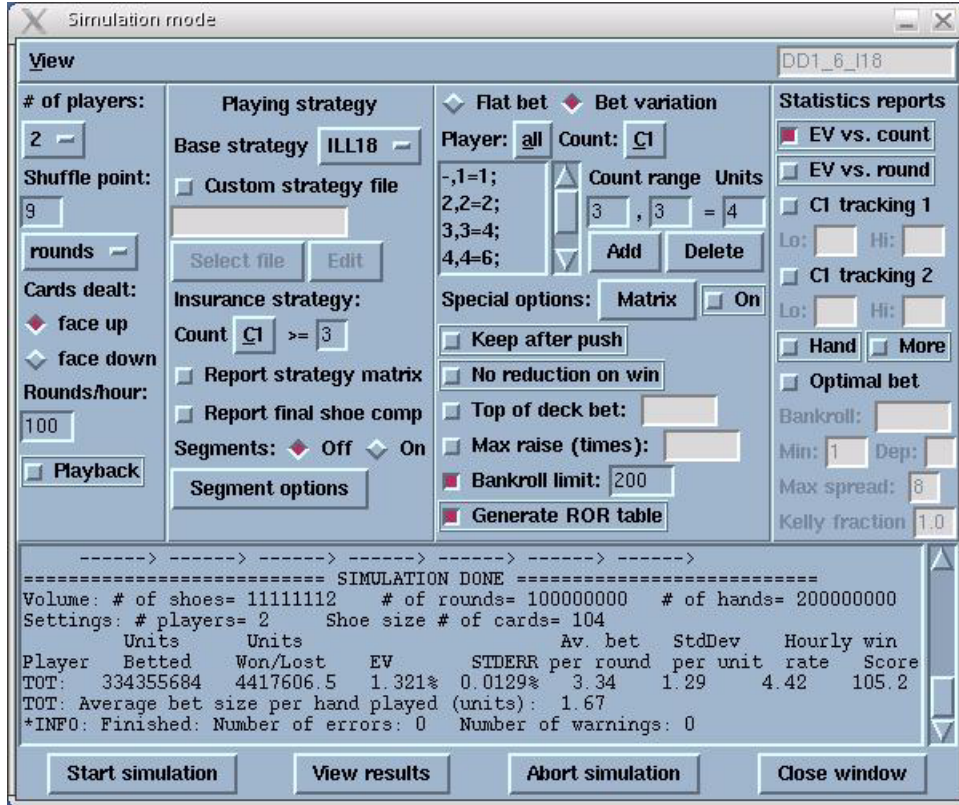 Simulation mode
View
DD1_6_I18
# of players:
2
Shuffle point:
9
rounds
Cards dealt:
face up
face down
Rounds/hour:
100
Playback
Playing strategy
Base strategy ILL18
Custom strategy file
Select file Edit
Insurance strategy:
Count C1 >= 3
Report strategy matrix
Report final shoe comp
Segments: Off On
Segment options
Flat bet Bet variation
Player: all Count: C1
-,1=1;
2,2=2;
3,3=4;
4,4=6;
Count range Units
3 , 3 = 4
Add Delete
Special options: Matrix On
Keep after push
No reduction on win
Top of deck bet:
Max raise (times):
Bankroll limit: 200
Generate ROR table
Statistics reports
EV vs. count
EV vs. round
C1 tracking 1
Lo: Hi:
C1 tracking 2
Lo: Hi:
Hand More
Optimal bet
Bankroll:
Min: 1 Dep:
Max spread: 8
Kelly fraction 1.0
------> ------> ------> ------> ------> ------> ------>
=========================== SIMULATION DONE ===========================
Volume: # of shoes= 11111112 # of rounds= 100000000 # of hands= 200000000
Settings: # players= 2 Shoe size # of cards= 104
Units Units Av. bet StdDev Hourly win
Player Betted Won/Lost EV STDERR per round per unit rate Score
TOT: 334355684 4417606.5 1.321% 0.0129% 3.34 1.29 4.42 105.2
TOT: Average bet size per hand played (units): 1.67
*INFO: Finished: Number of errors: 0 Number of warnings: 0
Start simulation View results Abort simulation Close window